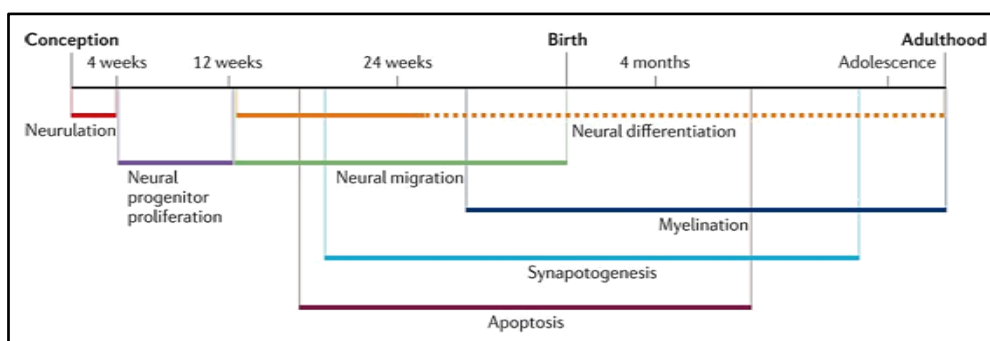 Conception Birth Adulthood
4 weeks 12 weeks 24 weeks 4 months Adolescence
Neurulation
Neural differentiation
Neural
progenitor
proliferation
Neural migration
Myelination
Synapotogenesis
Apoptosis